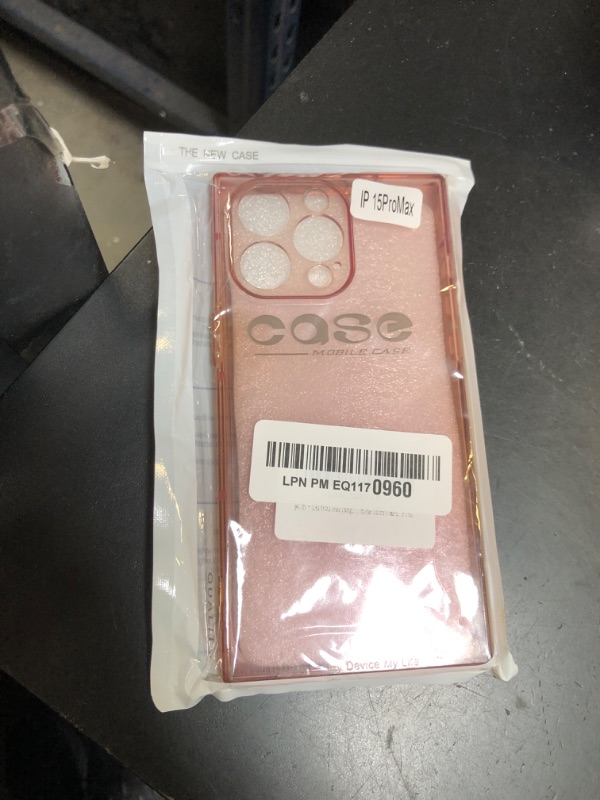 THE NEW CASE
IP 15ProMax
case
MOBILE CASE
LPN PM EQ1170960
Device My Life